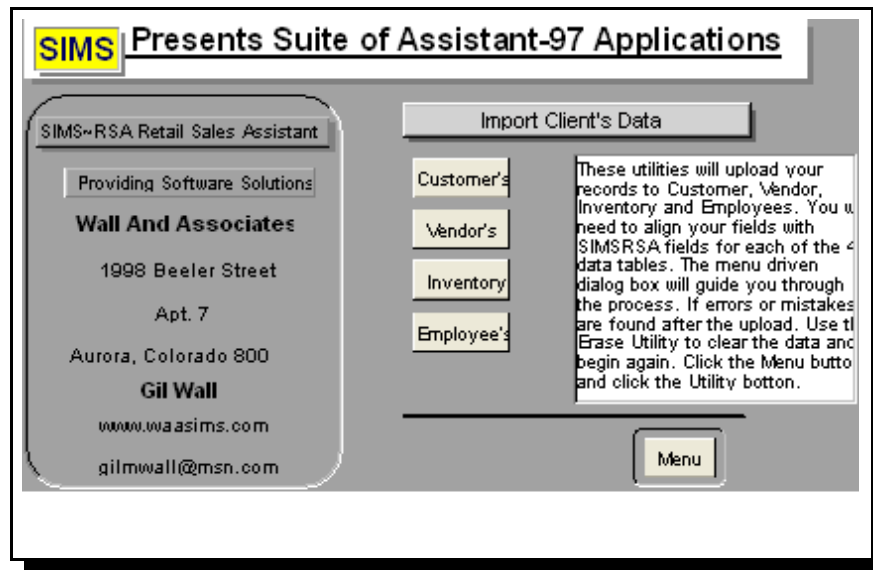 SIMS Presents Suite of Assistant-97 Applications
SIMS~RSA Retail Sales Assistant
Providing Software Solutions
Wall And Associates
1998 Beeler Street
Apt. 7
Aurora, Colorado 800
Gil Wall
www.waasims.com
gilmwall@msn.com
Import Client's Data
Customer's
Vendor's
Inventory
Employee's
These utilities will upload your
records to Customer, Vendor,
Inventory and Employees. You w
need to align your fields with
SIMSRSA fields for each of the 4
data tables. The menu driven
dialog box will guide you through
the process. If errors or mistakes
are found after the upload. Use th
Erase Utility to clear the data and
begin again. Click the Menu butto
and click the Utility botton.
Menu